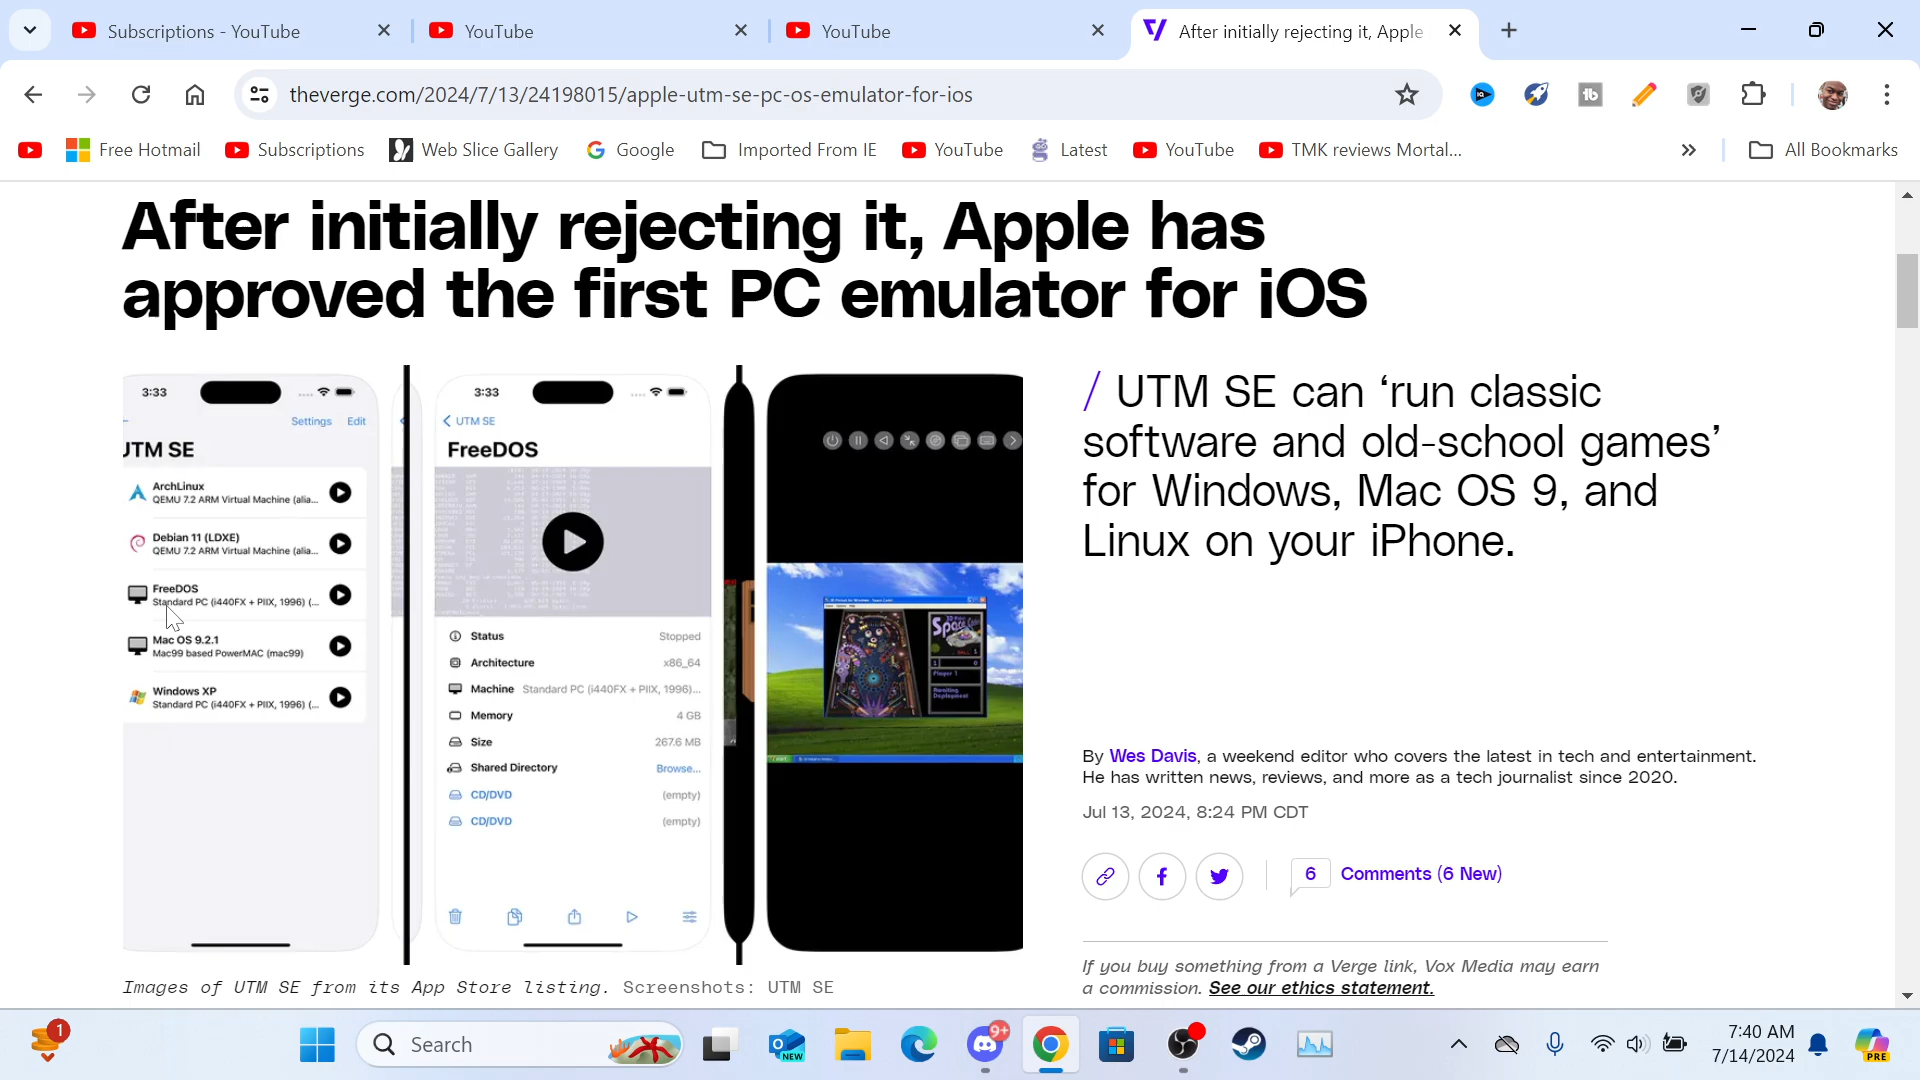 Subscriptions - YouTube
YouTube
YouTube
After initially rejecting it, Apple
theverge.com/2024/7/13/24198015/apple-utm-se-pc-os-emulator-for-ios
Free Hotmail
Subscriptions
Web Slice Gallery
Google
Imported From IE
YouTube
Latest
YouTube
TMK reviews Mortal...
All Bookmarks
After initially rejecting it, Apple has
approved the first PC emulator for iOS
3:33
Settings Edit
UTM SE
ArchLinux
QEMU 7.2 ARM Virtual Machine (alia...
Debian 11 (LDXE)
QEMU 7.2 ARM Virtual Machine (alia...
FreeDOS
Standard PC (i440FX + PIIX, 1996) (...
Mac OS 9.2.1
Mac99 based PowerMAC (mac99)
Windows XP
Standard PC (i440FX + PIIX, 1996) (...
3:33
UTM SE
FreeDOS
Status Stopped
Architecture x86_64
Machine Standard PC (i440FX + PIIX, 1996)...
Memory 4 GB
Size 267.6 MB
Shared Directory Browse...
CD/DVD (empty)
CD/DVD (empty)
Space Cadet
Player 1
Awaiting
Deployment
/ UTM SE can ‘run classic
software and old-school games’
for Windows, Mac OS 9, and
Linux on your iPhone.
By Wes Davis, a weekend editor who covers the latest in tech and entertainment.
He has written news, reviews, and more as a tech journalist since 2020.
Jul 13, 2024, 8:24 PM CDT
6 Comments (6 New)
If you buy something from a Verge link, Vox Media may earn
a commission. See our ethics statement.
Images of UTM SE from its App Store listing. Screenshots: UTM SE
1
Search
NEW
9+
7:40 AM
7/14/2024
PRE